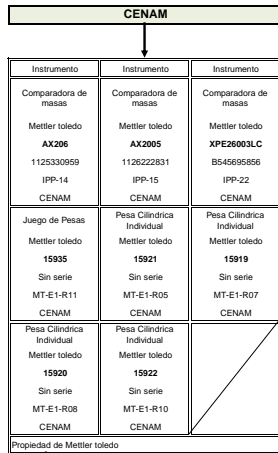 CENAM
Instrumento Instrumento Instrumento
Comparadora de masas Comparadora de masas Comparadora de masas
Mettler toledo Mettler toledo Mettler toledo
AX206 AX2005 XPE26003LC
1125330959 1126222831 B545695856
IPP-14 IPP-15 IPP-22
CENAM CENAM CENAM
Juego de Pesas Pesa Cilindrica Individual Pesa Cilindrica Individual
Mettler toledo Mettler toledo Mettler toledo
15935 15921 15919
Sin serie Sin serie Sin serie
MT-E1-R11 MT-E1-R05 MT-E1-R07
CENAM CENAM CENAM
Pesa Cilindrica Individual Pesa Cilindrica Individual
Mettler toledo Mettler toledo
15920 15922
Sin serie Sin serie
MT-E1-R08 MT-E1-R10
CENAM CENAM
Propiedad de Mettler toledo